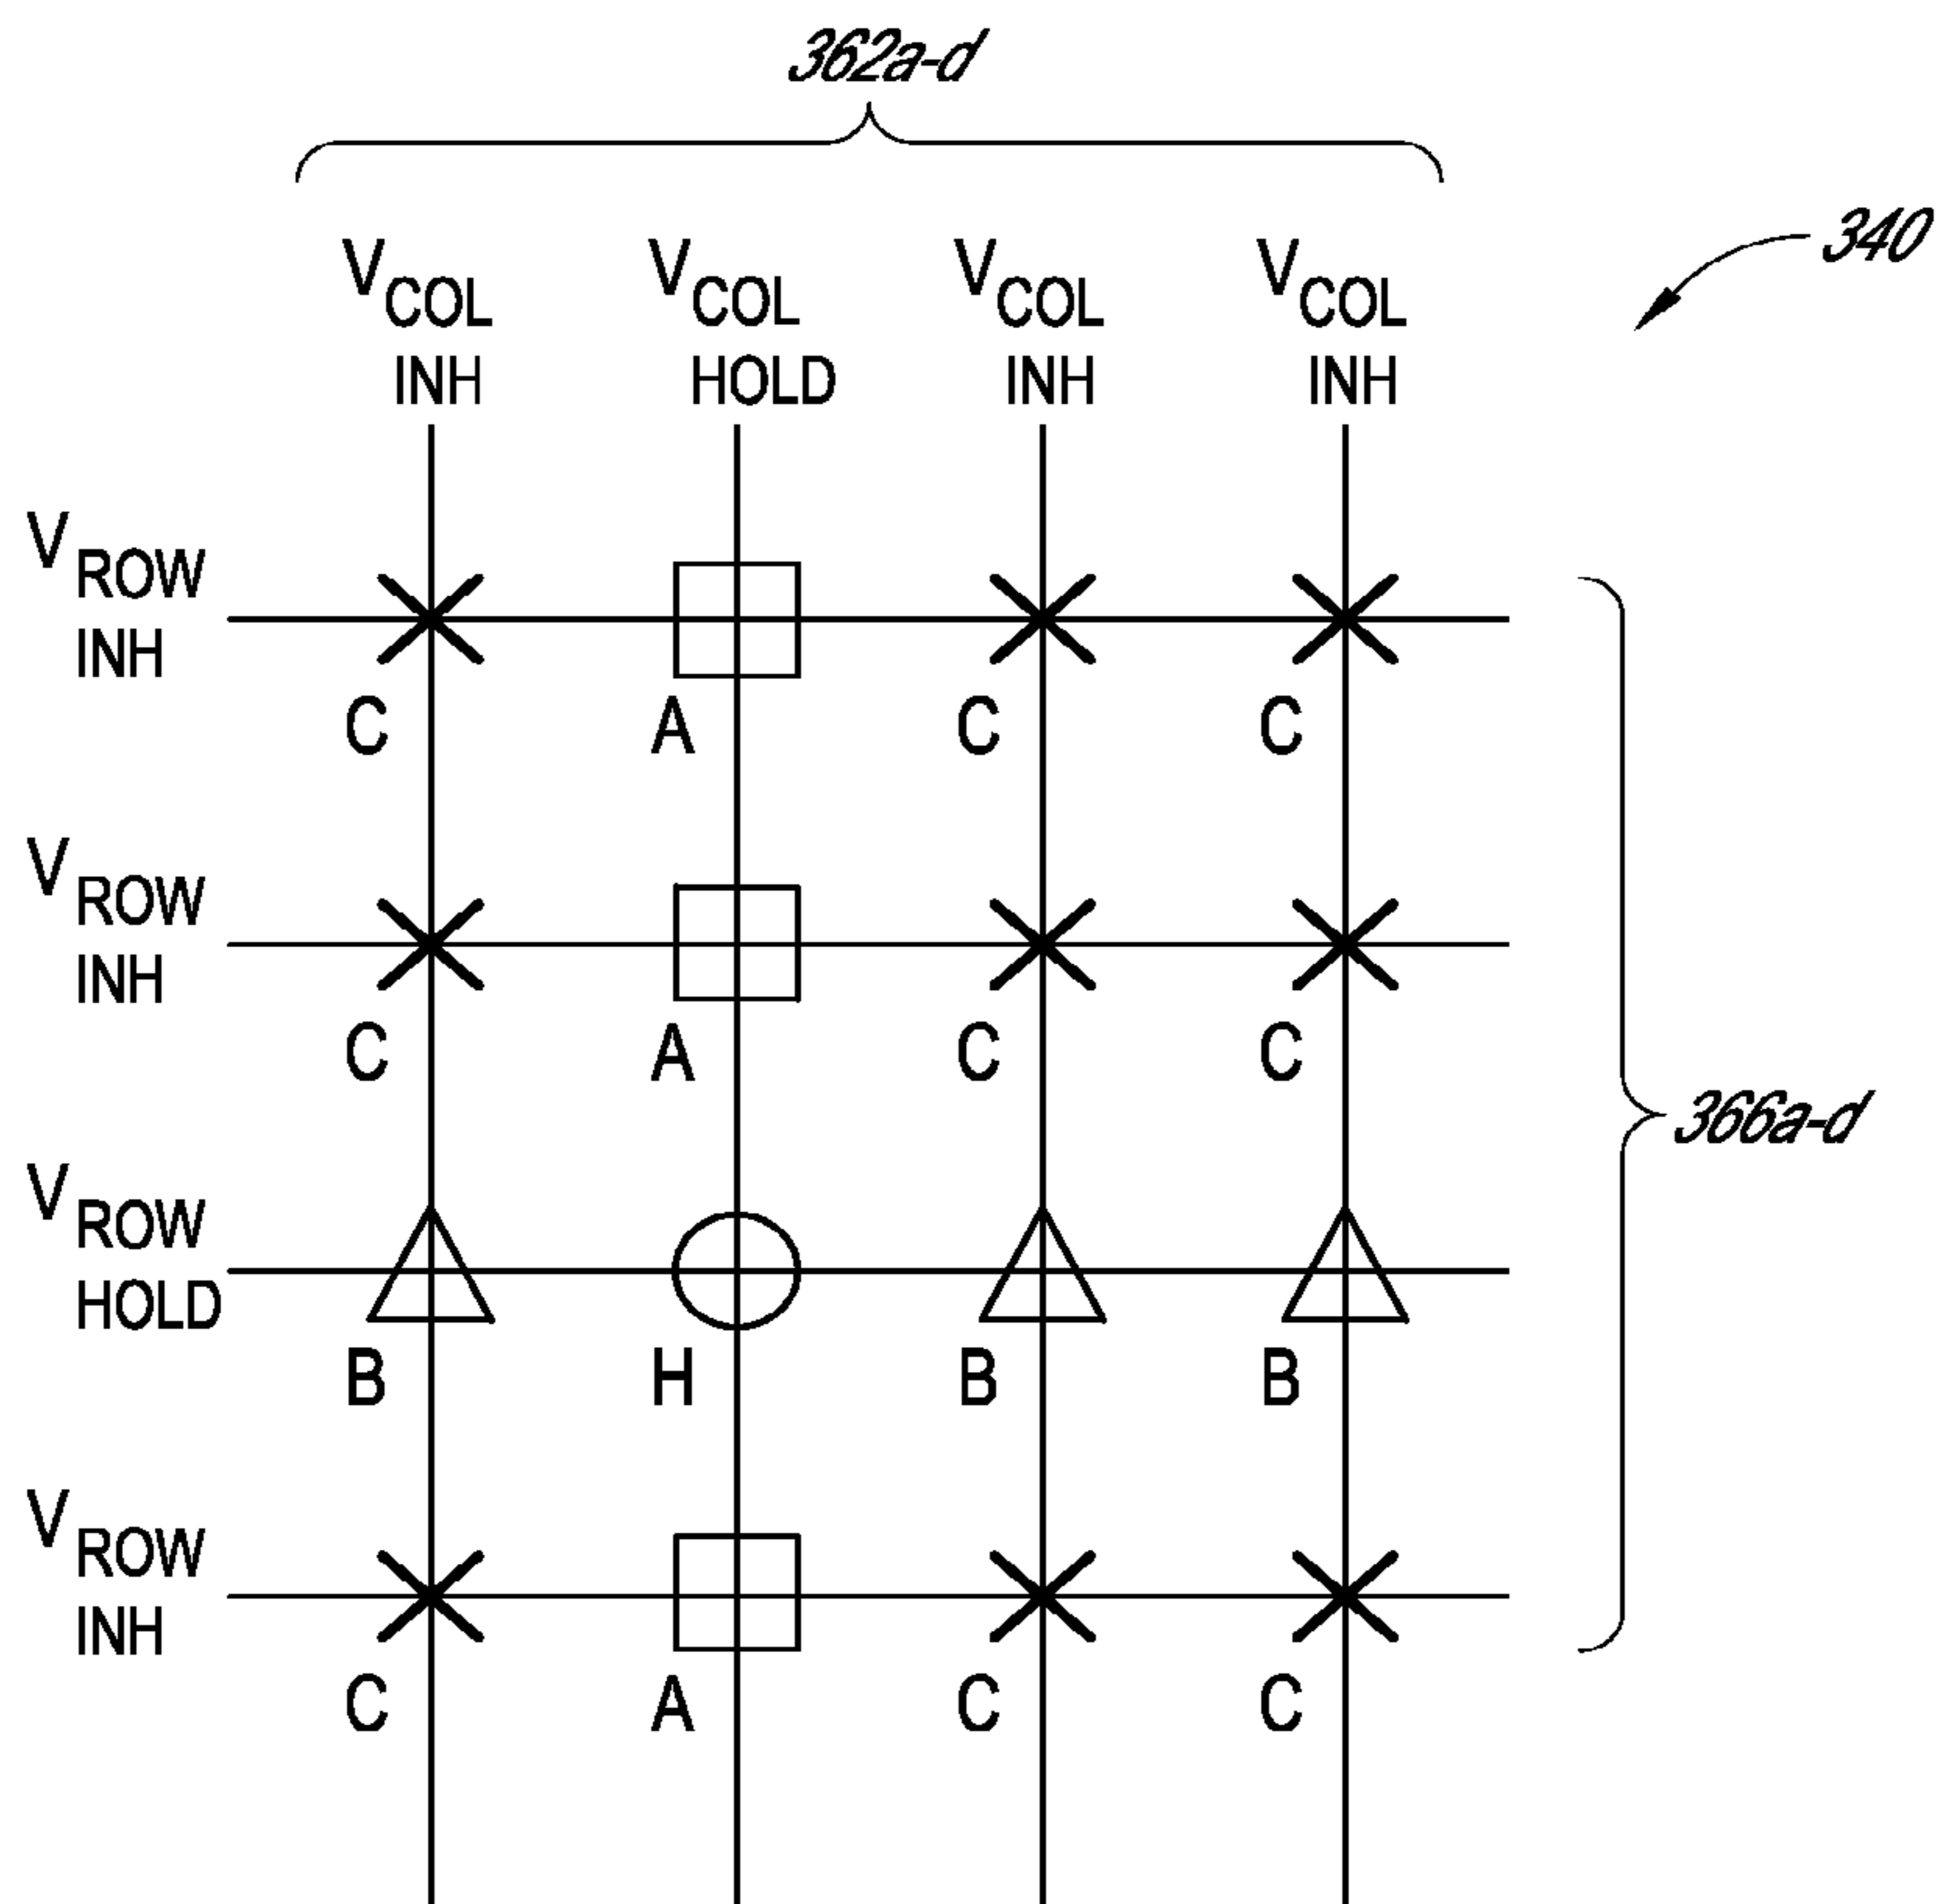 362a-d
340
V COL INH V COL HOLD V COL INH V COL INH
V ROW INH
C A C C
V ROW INH
C A C C
366a-d
V ROW HOLD
B H B B
V ROW INH
C A C C